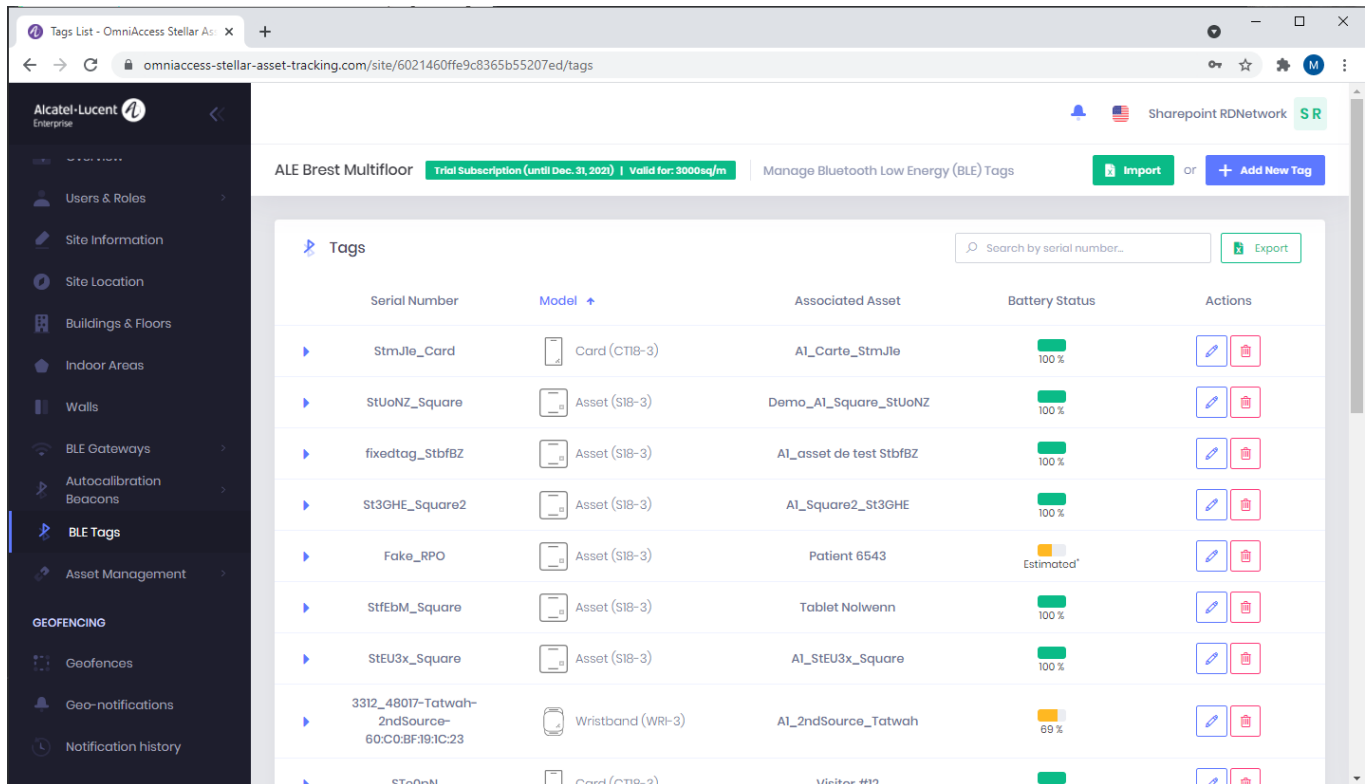 Tags List - OmniAccess Stellar Ass
omniaccess-stellar-asset-tracking.com/site/6021460ffe9c8365b55207ed/tags
M
Alcatel·Lucent
Enterprise
Sharepoint RDNetwork SR
Overview
Users & Roles
Site Information
Site Location
Buildings & Floors
Indoor Areas
Walls
BLE Gateways
Autocalibration
Beacons
BLE Tags
Asset Management
GEOFENCING
Geofences
Geo-notifications
Notification history
ALE Brest Multifloor Trial Subscription (until Dec. 31, 2021) | Valid for: 3000sq/m Manage Bluetooth Low Energy (BLE) Tags Import or + Add New Tag
Tags Search by serial number... Export
Serial Number Model Associated Asset Battery Status Actions
StmJ1e_Card Card (CT18-3) A1_Carte_StmJ1e 100 %
StUoNZ_Square Asset (S18-3) Demo_A1_Square_StUoNZ 100 %
fixedtag_StbfBZ Asset (S18-3) A1_asset de test StbfBZ 100 %
St3GHE_Square2 Asset (S18-3) A1_Square2_St3GHE 100 %
Fake_RPO Asset (S18-3) Patient 6543 Estimated*
StfEbM_Square Asset (S18-3) Tablet Nolwenn 100 %
StEU3x_Square Asset (S18-3) A1_StEU3x_Square 100 %
3312_48017-Tatwah-
2ndSource-
60:C0:BF:19:1C:23 Wristband (WRI-3) A1_2ndSource_Tatwah 69 %
Card (CT18-3) Visitor #12